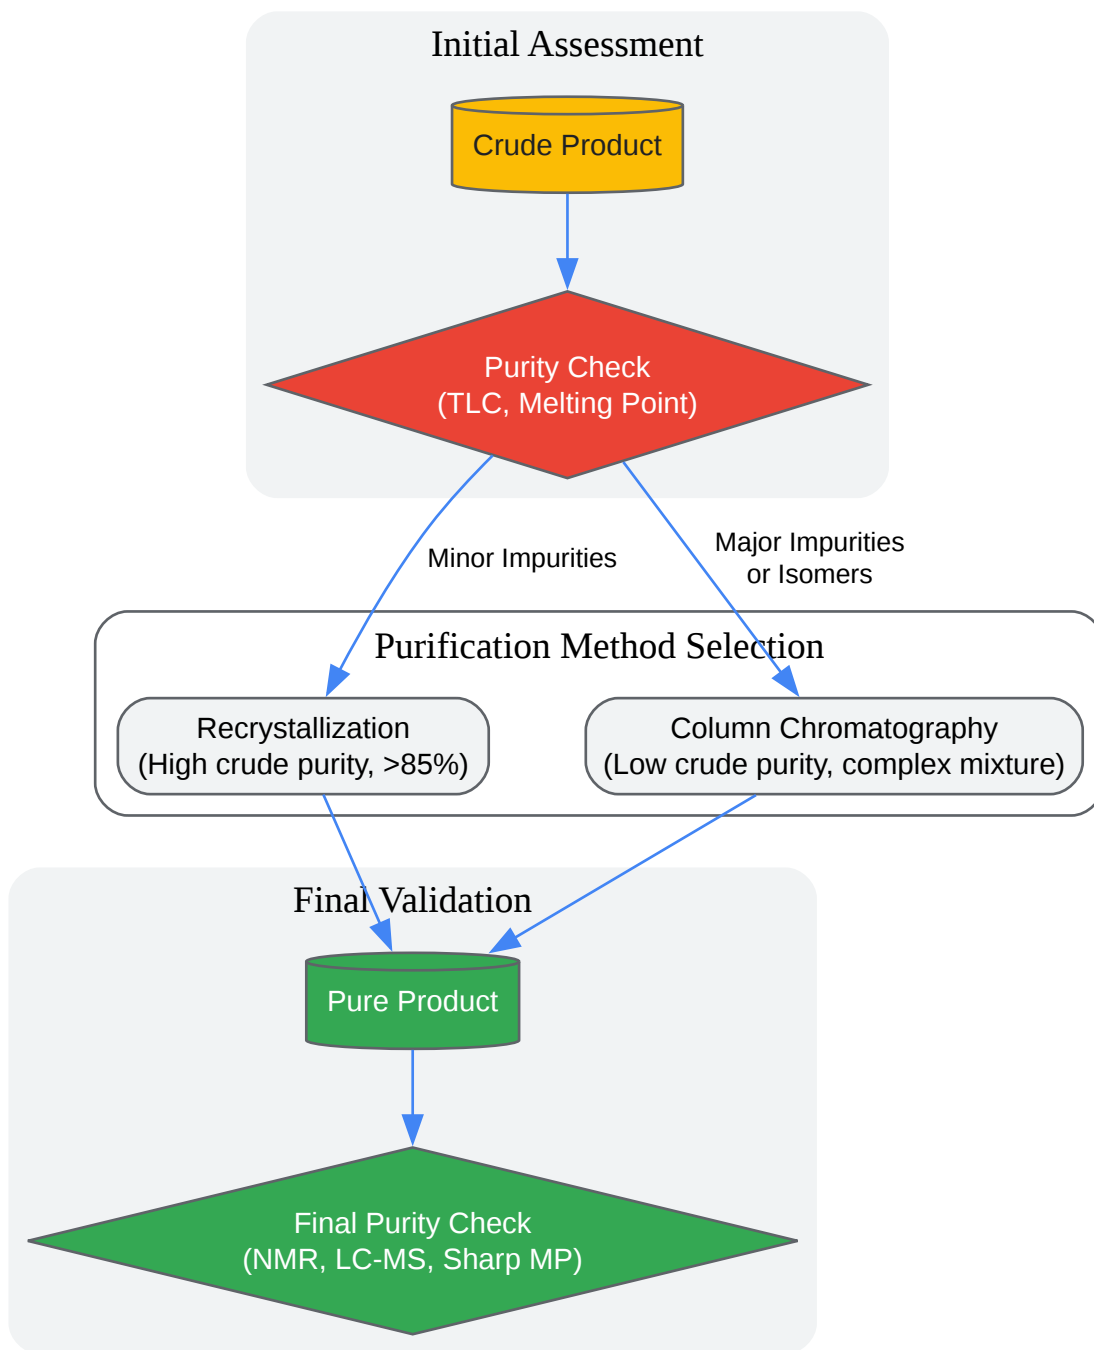 Initial Assessment
Crude Product
Purity Check
(TLC, Melting Point)
Minor Impurities
Major Impurities
or Isomers
Purification Method Selection
Recrystallization
(High crude purity, >85%)
Column Chromatography
(Low crude purity, complex mixture)
Final Validation
Pure Product
Final Purity Check
(NMR, LC-MS, Sharp MP)